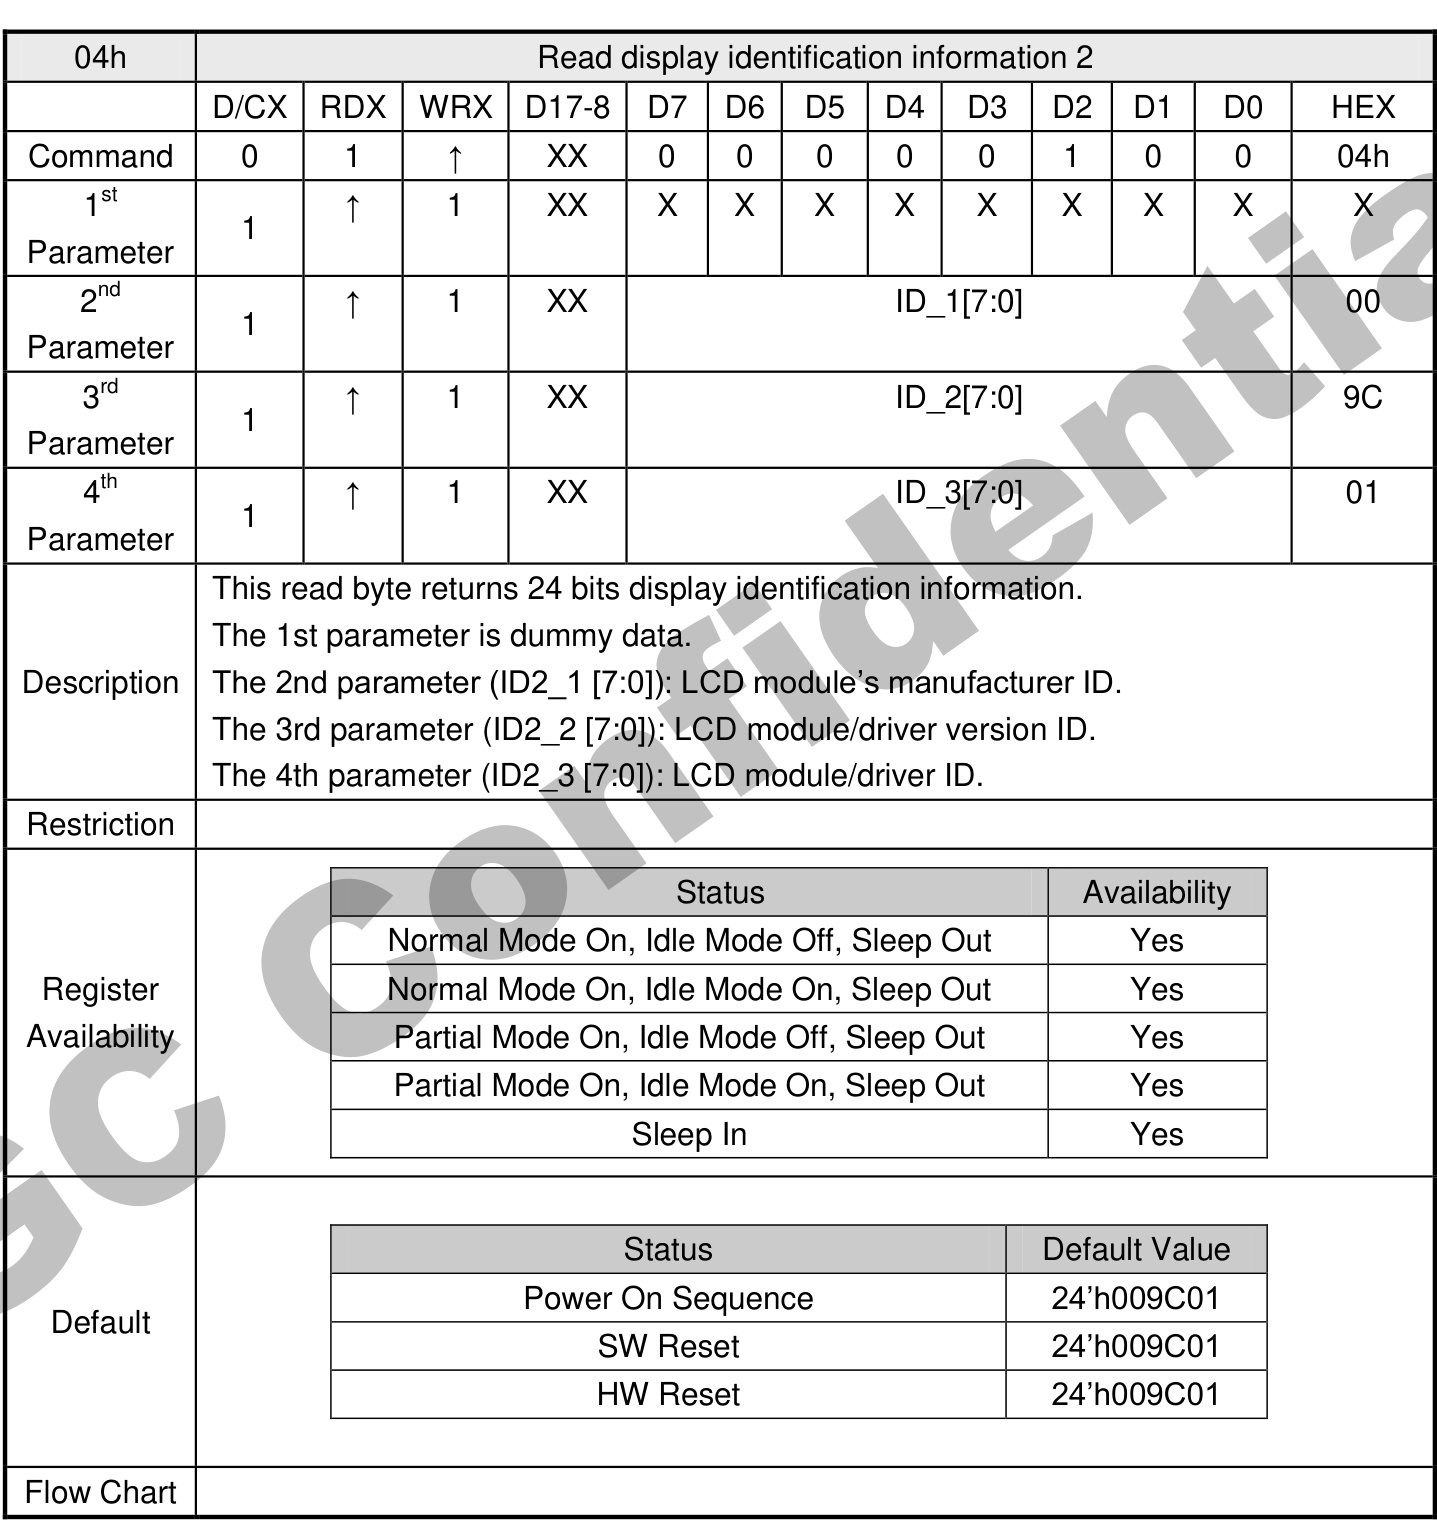 04h Read display identification information 2
D/CX RDX WRX D17-8 D7 D6 D5 D4 D3 D2 D1 D0 HEX
Command 0 1 ↑ XX 0 0 0 0 0 1 0 0 04h
1st Parameter 1 ↑ 1 XX X X X X X X X X X
2nd Parameter 1 ↑ 1 XX ID_1[7:0] 00
3rd Parameter 1 ↑ 1 XX ID_2[7:0] 9C
4th Parameter 1 ↑ 1 XX ID_3[7:0] 01
Description
This read byte returns 24 bits display identification information.
The 1st parameter is dummy data.
The 2nd parameter (ID2_1 [7:0]): LCD module’s manufacturer ID.
The 3rd parameter (ID2_2 [7:0]): LCD module/driver version ID.
The 4th parameter (ID2_3 [7:0]): LCD module/driver ID.
Restriction
Register Availability
Status Availability
Normal Mode On, Idle Mode Off, Sleep Out Yes
Normal Mode On, Idle Mode On, Sleep Out Yes
Partial Mode On, Idle Mode Off, Sleep Out Yes
Partial Mode On, Idle Mode On, Sleep Out Yes
Sleep In Yes
Default
Status Default Value
Power On Sequence 24’h009C01
SW Reset 24’h009C01
HW Reset 24’h009C01
Flow Chart
GC Confidentia